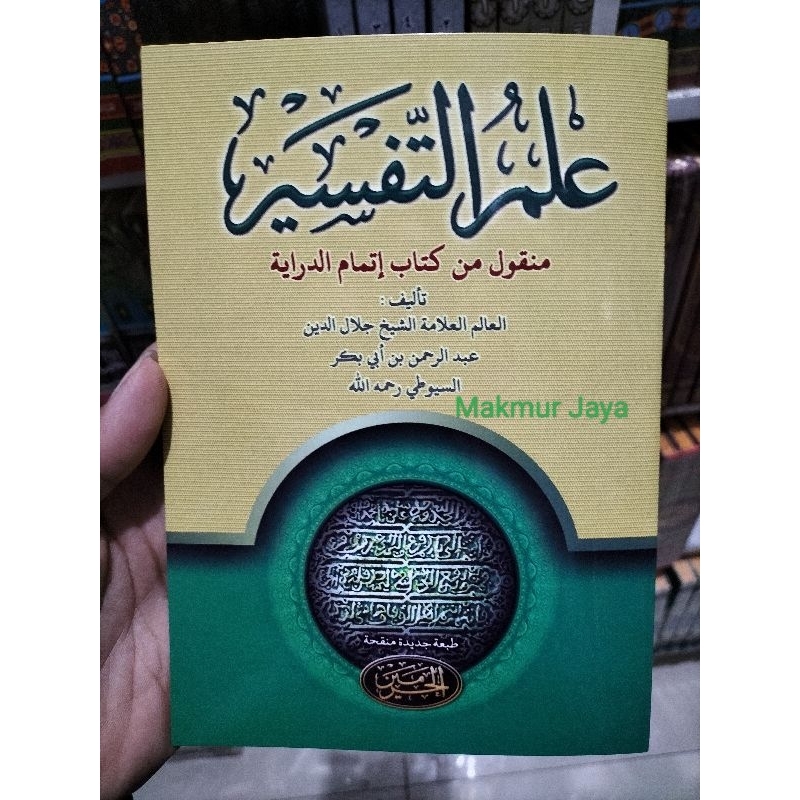 علم التفسير
منقول من كتاب إتمام الدراية
تأليف :
العالم العلامة الشيخ جلال الدين
عبد الرحمن بن أبي بكر
السيوطي رحمه الله
Makmur Jaya
طبعة جديدة منقحة
الحرمين